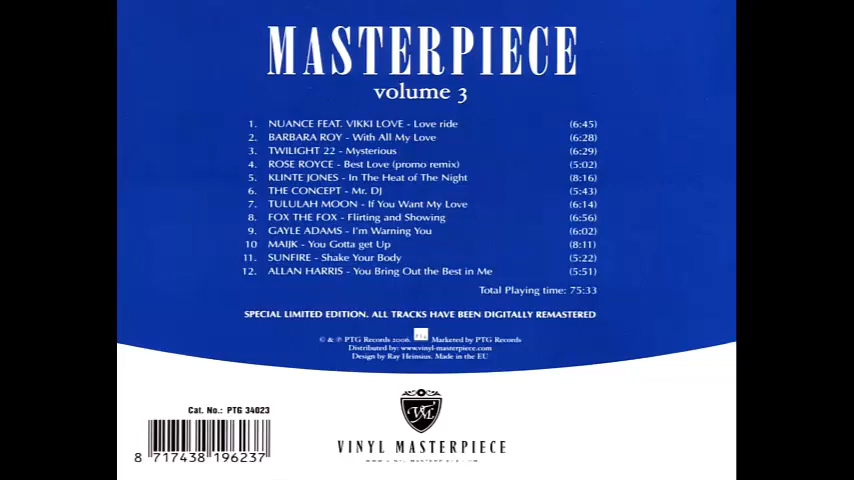 MASTERPIECE
volume 3
1. NUANCE FEAT. VIKKI LOVE - Love ride (6:45)
2. BARBARA ROY - With All My Love (6:28)
3. TWILIGHT 22 - Mysterious (6:29)
4. ROSE ROYCE - Best Love (promo remix) (5:02)
5. KLINTE JONES - In The Heat of The Night (8:16)
6. THE CONCEPT - Mr. DJ (5:43)
7. TULULAH MOON - If You Want My Love (6:14)
8. FOX THE FOX - Flirting and Showing (6:56)
9. GAYLE ADAMS - I'm Warning You (6:02)
10 MAIJK - You Gotta get Up (8:11)
11. SUNFIRE - Shake Your Body (5:22)
12. ALLAN HARRIS - You Bring Out the Best in Me (5:51)
Total Playing time: 75:33
SPECIAL LIMITED EDITION. ALL TRACKS HAVE BEEN DIGITALLY REMASTERED
© & ℗ PTG Records 2006. Marketed by PTG Records
Distributed by: www.vinyl-masterpiece.com
Design by Ray Heinsius. Made in the EU
Cat. No.: PTG 34023
8 717438 196237
VM
VINYL MASTERPIECE